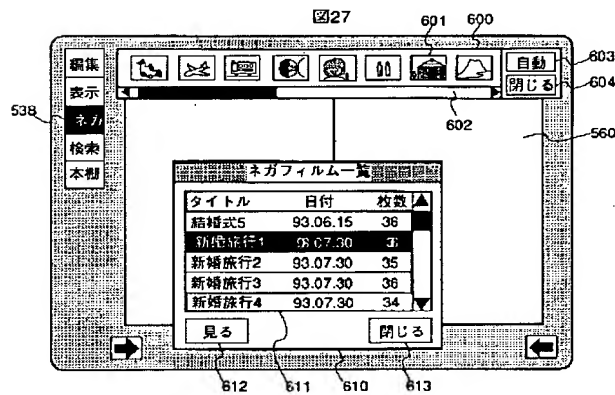 図27
601 600
編集
表示
ネガ
検索
本棚
自動
閉じる
603
604
538
602
560
ネガフィルム一覧
タイトル 日付 枚数
結婚式5 93.06.15 36
新婚旅行1 93.07.30 36
新婚旅行2 93.07.30 35
新婚旅行3 93.07.30 36
新婚旅行4 93.07.30 34
見る 閉じる
612 611 610 613